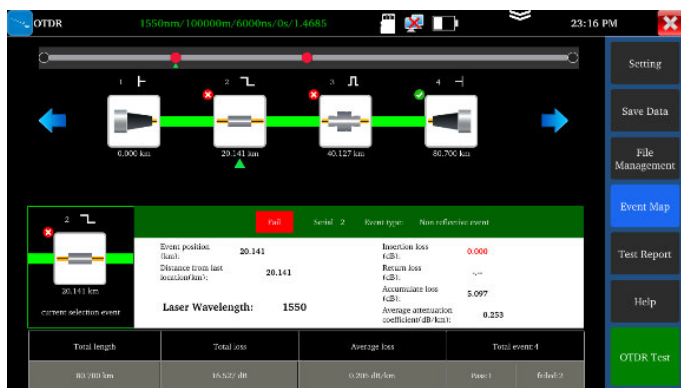 OTDR 1550nm/100000m/6000ns/0s/1.4685 23:16 PM
Setting
1 2 3 4
Save Data
0.000 km 20.141 km 40.127 km 80.700 km
File
Management
Event Map
2 Fail Serial 2 Event type: Non reflective event
Event position
(km): 20.141 Insertion loss
(cB): 0.000
Distance from last
location(km): 20.141 Return loss
(cB): -.--
Accumulate loss
(cB): 5.097
Laser Wavelength: 1550 Average attenuation
coefficient(dB/km): 0.253
20.141 km
current selection event
Test Report
Help
Total length Total loss Average loss Total event:4
80.700 km 16.527 dB 0.205 dB/km Pass:1 failed:2
OTDR Test